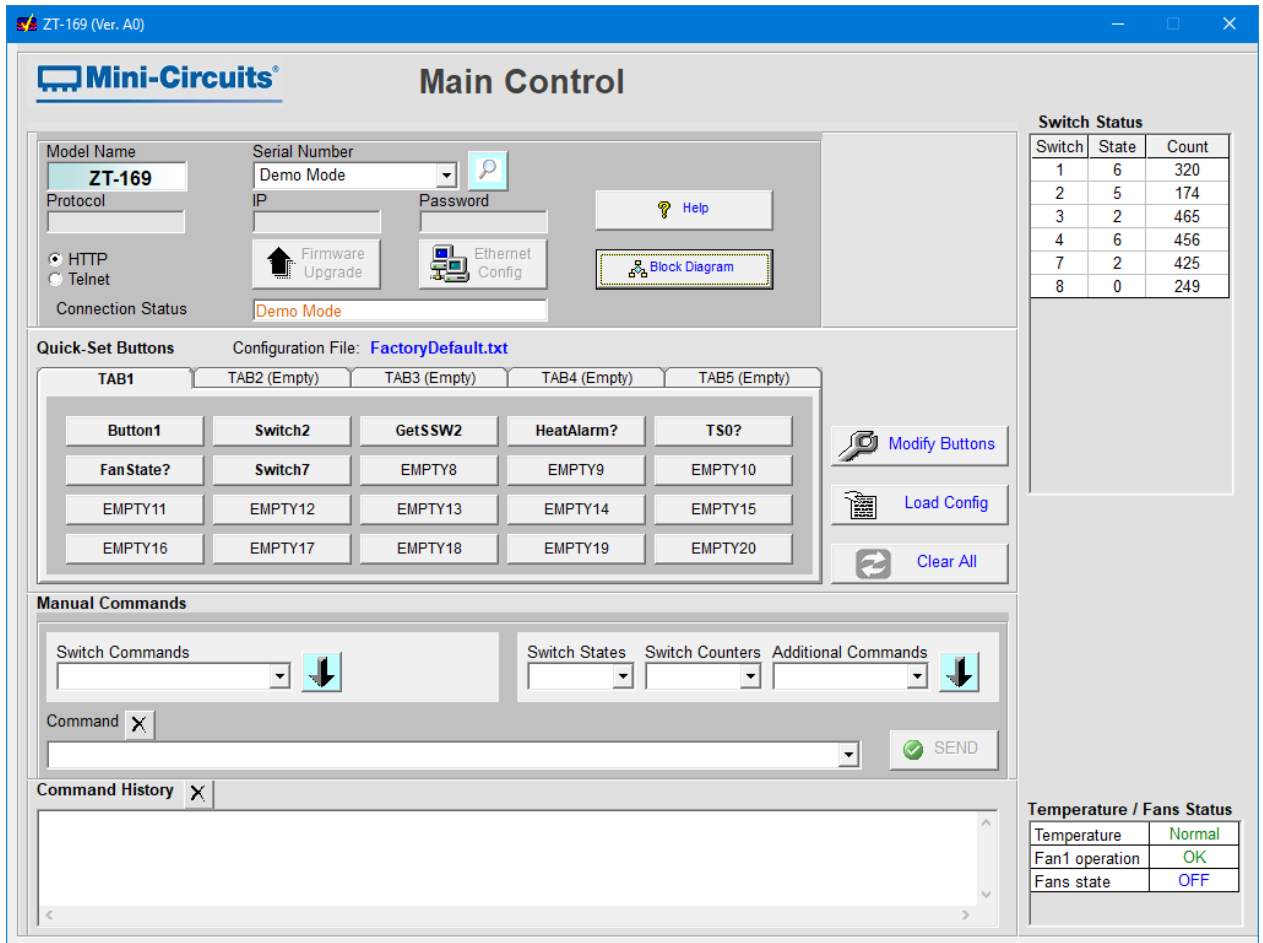 ZT-169 (Ver. A0)
Mini-Circuits®
Main Control
Model Name
ZT-169
Serial Number
Demo Mode
Protocol
IP
Password
HTTP
Telnet
Firmware
Upgrade
Ethernet
Config
Help
Block Diagram
Connection Status
Demo Mode
Quick-Set Buttons
Configuration File: FactoryDefault.txt
TAB1 TAB2 (Empty) TAB3 (Empty) TAB4 (Empty) TAB5 (Empty)
Button1 Switch2 GetSSW2 HeatAlarm? TS0?
FanState? Switch7 EMPTY8 EMPTY9 EMPTY10
EMPTY11 EMPTY12 EMPTY13 EMPTY14 EMPTY15
EMPTY16 EMPTY17 EMPTY18 EMPTY19 EMPTY20
Modify Buttons
Load Config
Clear All
Manual Commands
Switch Commands
Switch States Switch Counters Additional Commands
Command
SEND
Command History
Switch Status
Switch State Count
1 6 320
2 5 174
3 2 465
4 6 456
7 2 425
8 0 249
Temperature / Fans Status
Temperature Normal
Fan1 operation OK
Fans state OFF